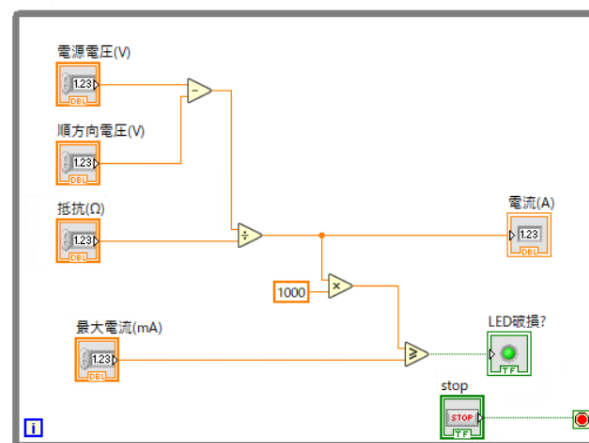 電源電圧(V)
1.23
DBL
順方向電圧(V)
1.23
DBL
抵抗(Ω)
1.23
DBL
電流(A)
1.23
DBL
1000
最大電流(mA)
1.23
DBL
LED破損?
TF
stop
STOP
TF
i